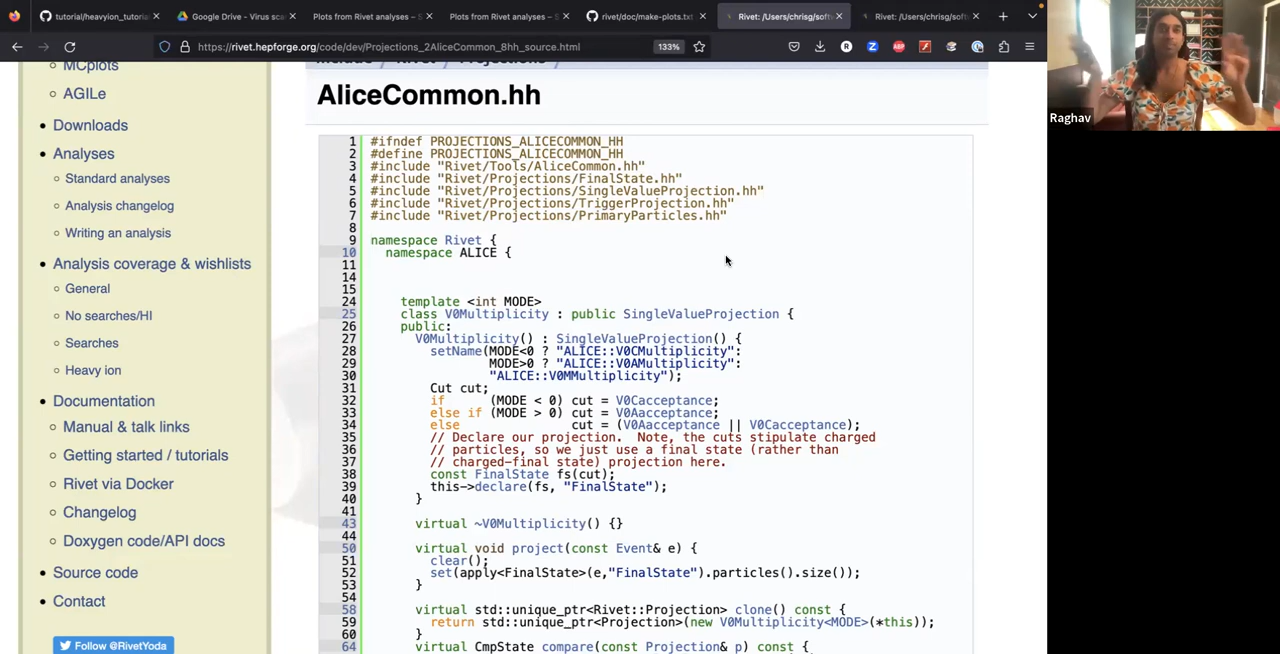 tutorial/heavyion_tutorial
Google Drive - Virus scan
Plots from Rivet analyses – S
Plots from Rivet analyses – S
rivet/doc/make-plots.txt
Rivet: /Users/chrisg/soft
Rivet: /Users/chrisg/soft
https://rivet.hepforge.org/code/dev/Projections_2AliceCommon_8hh_source.html
133%
MCplots
AGILe
Downloads
Analyses
Standard analyses
Analysis changelog
Writing an analysis
Analysis coverage & wishlists
General
No searches/HI
Searches
Heavy ion
Documentation
Manual & talk links
Getting started / tutorials
Rivet via Docker
Changelog
Doxygen code/API docs
Source code
Contact
Follow @RivetYoda
include Rivet Projections
AliceCommon.hh
1 #ifndef PROJECTIONS_ALICECOMMON_HH
2 #define PROJECTIONS_ALICECOMMON_HH
3 #include "Rivet/Tools/AliceCommon.hh"
4 #include "Rivet/Projections/FinalState.hh"
5 #include "Rivet/Projections/SingleValueProjection.hh"
6 #include "Rivet/Projections/TriggerProjection.hh"
7 #include "Rivet/Projections/PrimaryParticles.hh"
8
9 namespace Rivet {
10 namespace ALICE {
11
14
15
24 template <int MODE>
25 class V0Multiplicity : public SingleValueProjection {
26 public:
27 V0Multiplicity() : SingleValueProjection() {
28 setName(MODE<0 ? "ALICE::V0CMultiplicity":
29 MODE>0 ? "ALICE::V0AMultiplicity":
30 "ALICE::V0MMultiplicity");
31 Cut cut;
32 if (MODE < 0) cut = V0Cacceptance;
33 else if (MODE > 0) cut = V0Aacceptance;
34 else cut = (V0Aacceptance || V0Cacceptance);
35 // Declare our projection. Note, the cuts stipulate charged
36 // particles, so we just use a final state (rather than
37 // charged-final state) projection here.
38 const FinalState fs(cut);
39 this->declare(fs, "FinalState");
40 }
41
43 virtual ~V0Multiplicity() {}
44
50 virtual void project(const Event& e) {
51 clear();
52 set(apply<FinalState>(e,"FinalState").particles().size());
53 }
54
58 virtual std::unique_ptr<Rivet::Projection> clone() const {
59 return std::unique_ptr<Projection>(new V0Multiplicity<MODE>(*this));
60 }
64 virtual CmpState compare(const Projection& p) const {
Raghav